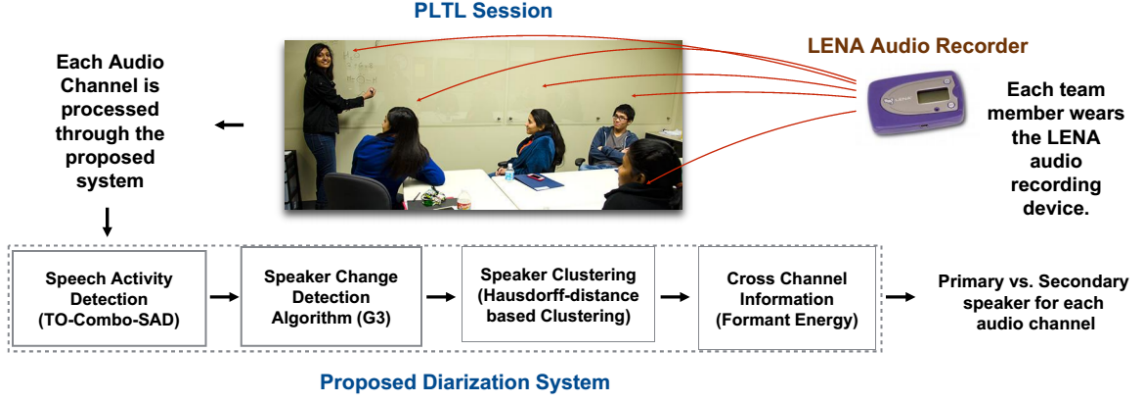 PLTL Session
LENA Audio Recorder
Each Audio
Channel is
processed
through the
proposed
system
Each team
member wears
the LENA
audio
recording
device.
Speech Activity
Detection
(TO-Combo-SAD)
Speaker Change
Detection
Algorithm (G3)
Speaker Clustering
(Hausdorff-distance
based Clustering)
Cross Channel
Information
(Formant Energy)
Primary vs. Secondary
speaker for each
audio channel
Proposed Diarization System